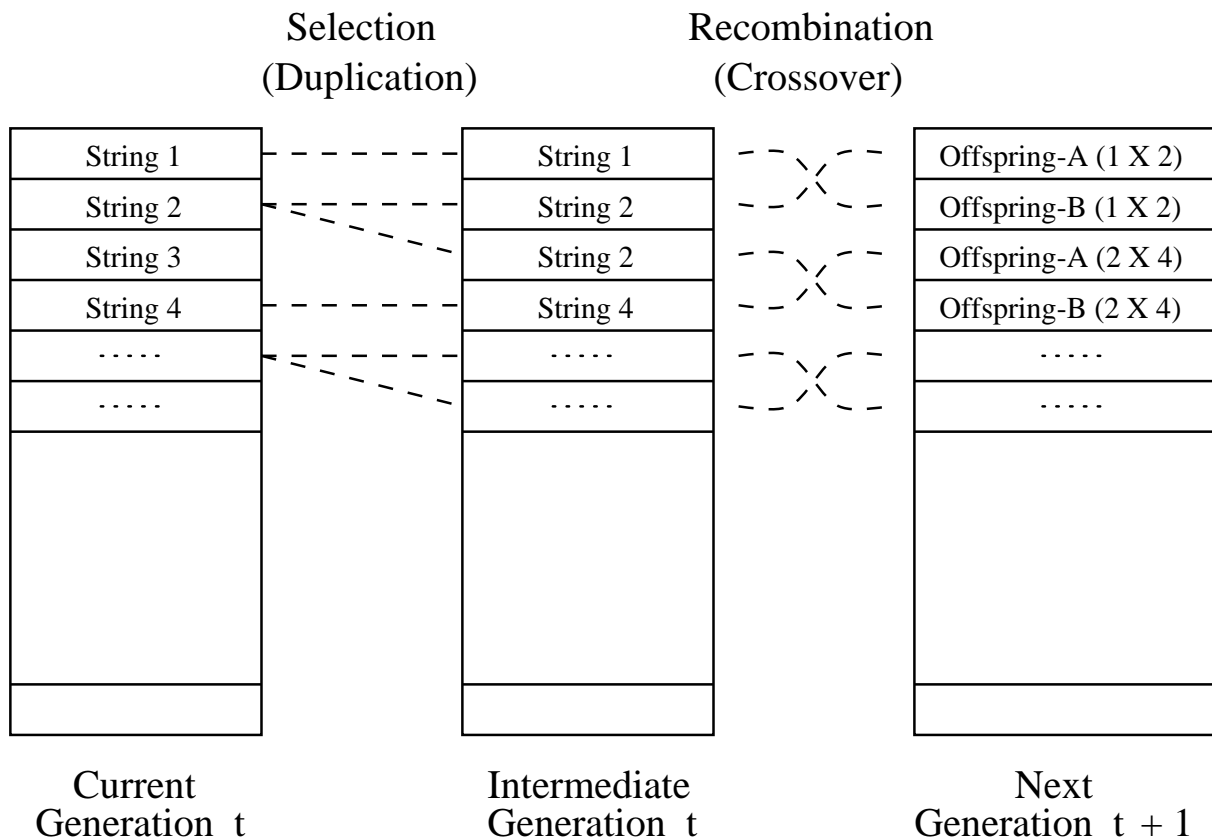 Selection
(Duplication)
Recombination
(Crossover)
String 1
String 2
String 3
String 4
- - - - -
- - - - -
String 1
String 2
String 2
String 4
- - - - -
- - - - -
Offspring-A (1 X 2)
Offspring-B (1 X 2)
Offspring-A (2 X 4)
Offspring-B (2 X 4)
- - - - -
- - - - -
Current
Generation t
Intermediate
Generation t
Next
Generation t + 1